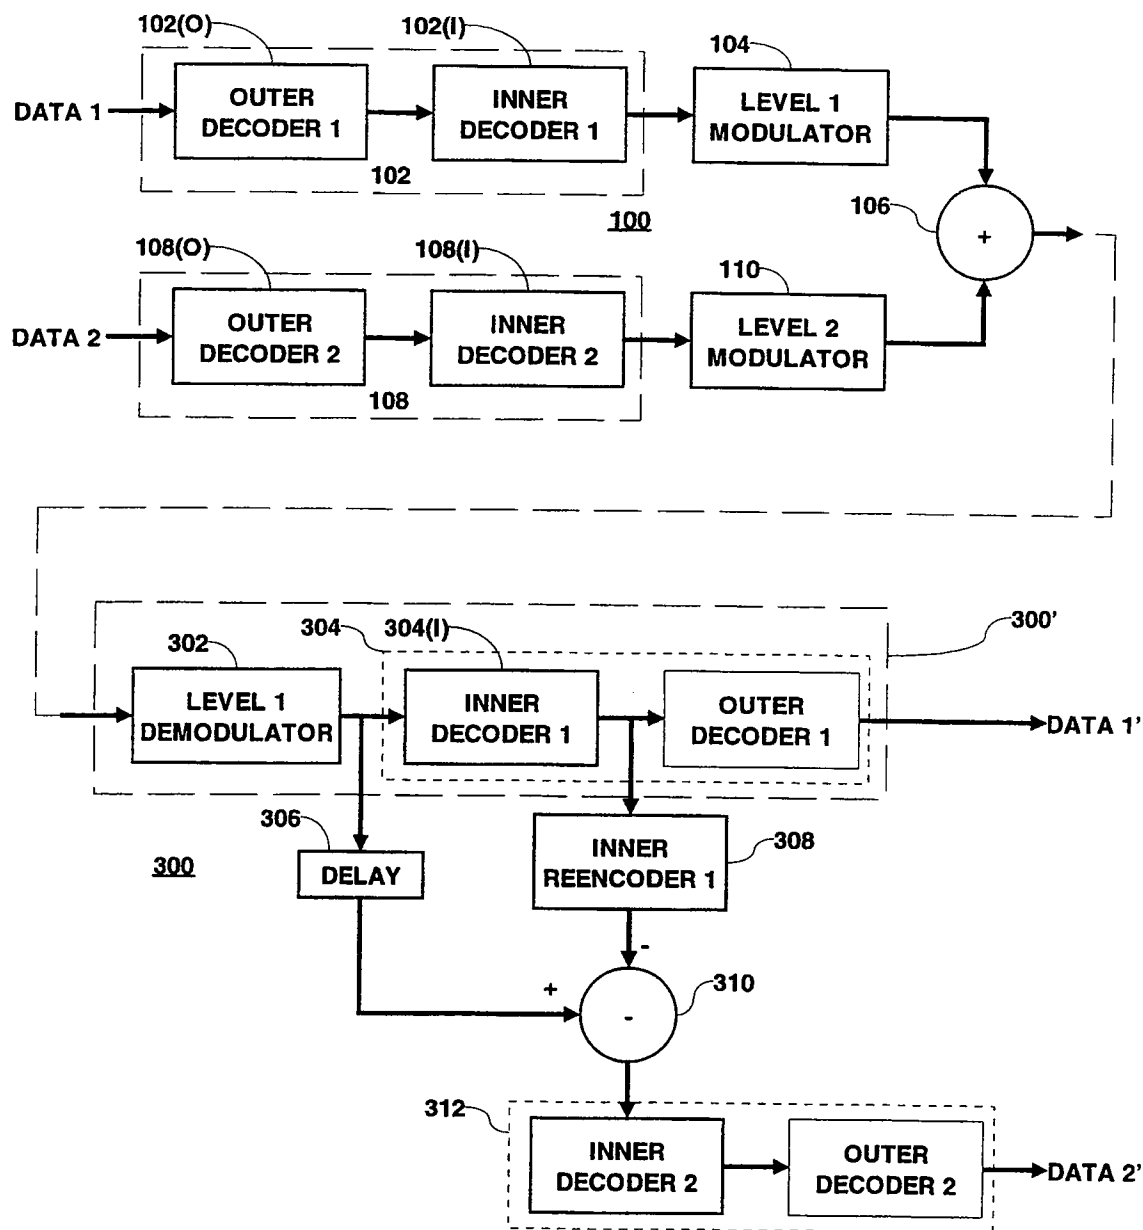 102(O)
102(I)
104
DATA 1
OUTER
DECODER 1
INNER
DECODER 1
LEVEL 1
MODULATOR
102
100
106
+
108(O)
108(I)
110
DATA 2
OUTER
DECODER 2
INNER
DECODER 2
LEVEL 2
MODULATOR
108
302
304
304(I)
300'
LEVEL 1
DEMODULATOR
INNER
DECODER 1
OUTER
DECODER 1
DATA 1'
306
300
DELAY
INNER
REENCODER 1
308
-
+
310
-
312
INNER
DECODER 2
OUTER
DECODER 2
DATA 2'